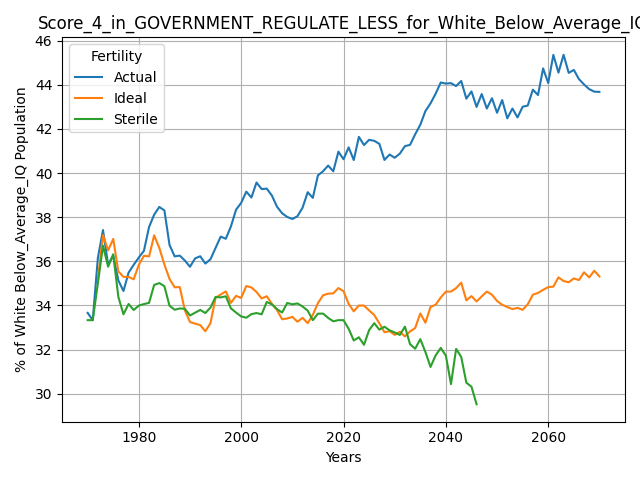 Score_4_in_GOVERNMENT_REGULATE_LESS_for_White_Below_Average_IQ
Fertility
Actual
Ideal
Sterile
% of White Below_Average_IQ Population
46
44
42
40
38
36
34
32
30
1980
2000
2020
2040
2060
Years